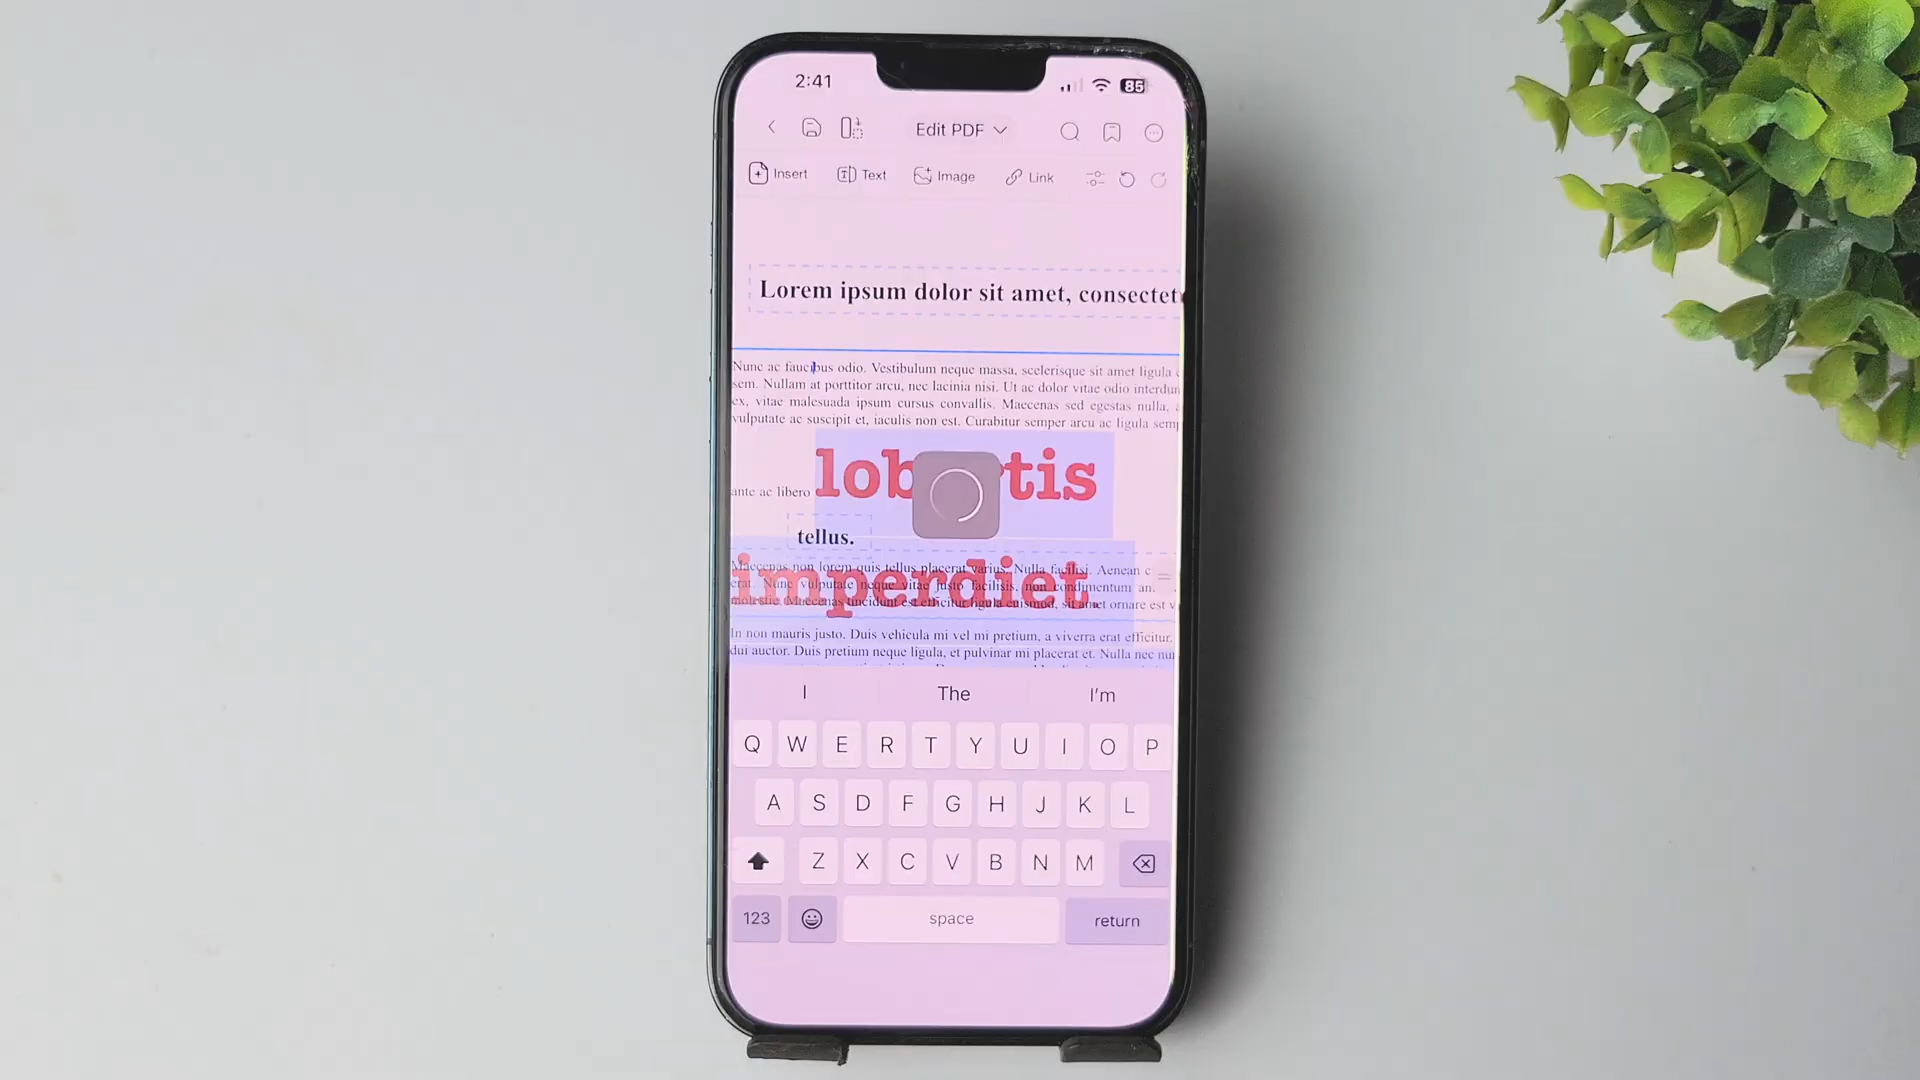 2:41
85
Edit PDF
Insert Text Image Link
Lorem ipsum dolor sit amet, consectet
Nunc ac faucibus odio. Vestibulum neque massa, scelerisque sit amet ligula
sem. Nullam at porttitor arcu, nec lacinia nisi. Ut ac dolor vitae odio interdum
ex, vitae malesuada ipsum cursus convallis. Maecenas sed egestas nulla,
vulputate ac suscipit et, iaculis non est. Curabitur semper arcu ac ligula sem
ante ac libero lob tis
tellus.
imperdiet.
Maecenas non lorem quis tellus placerat varius. Nulla facilisi. Aenean c
erat. Nunc vulputate neque vitae justo facilisis, non condimentum an.
molestie. Maecenas tincidunt est efficitur ligula euismod, sit amet ornare est v
In non mauris justo. Duis vehicula mi vel mi pretium, a viverra erat efficitur.
dui auctor. Duis pretium neque ligula, et pulvinar mi placerat et. Nulla nec nun
I The I'm
Q W E R T Y U I O P
A S D F G H J K L
Z X C V B N M
123 space return